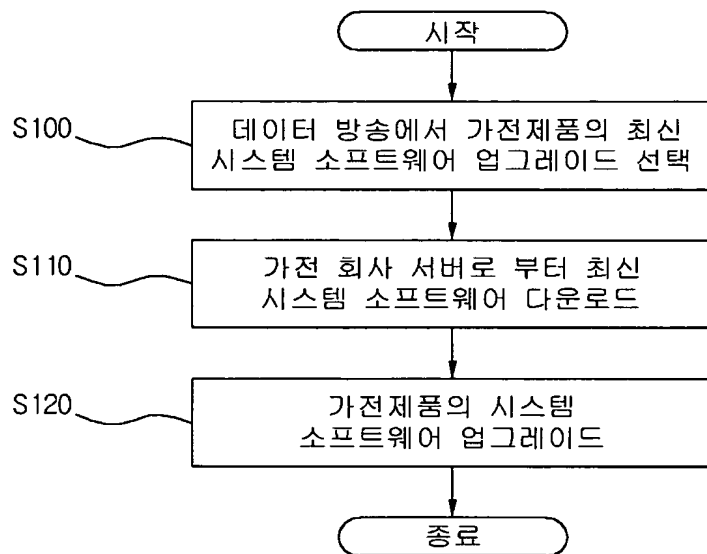 시작
S100
데이터 방송에서 가전제품의 최신
시스템 소프트웨어 업그레이드 선택
S110
가전 회사 서버로 부터 최신
시스템 소프트웨어 다운로드
S120
가전제품의 시스템
소프트웨어 업그레이드
종료